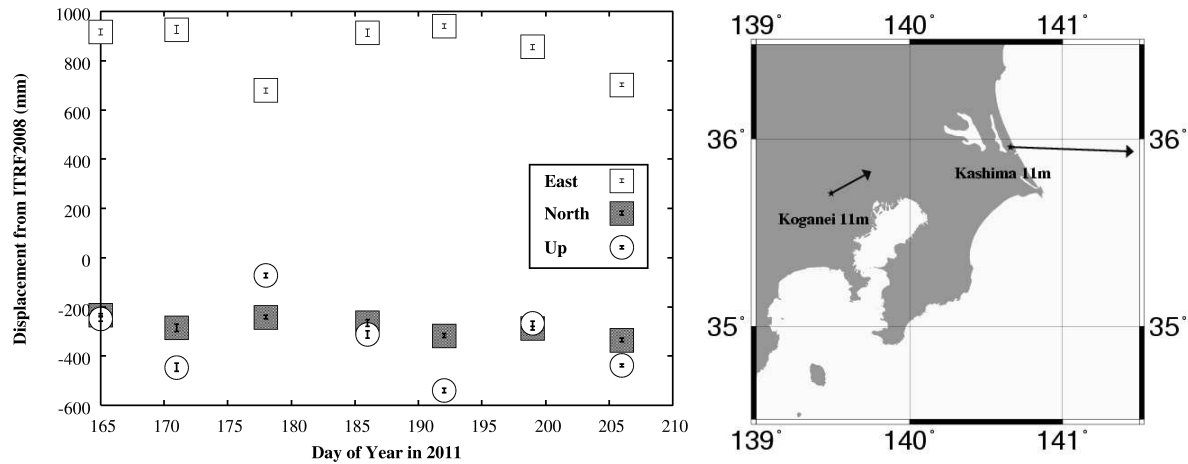 1000
800
600
400
200
0
-200
-400
-600
Displacement from ITRF2008 (mm)
East
North
Up
165 170 175 180 185 190 195 200 205 210
Day of Year in 2011
139° 140° 141°
36° 36°
Kashima 11m
Koganei 11m
35° 35°
139° 140° 141°